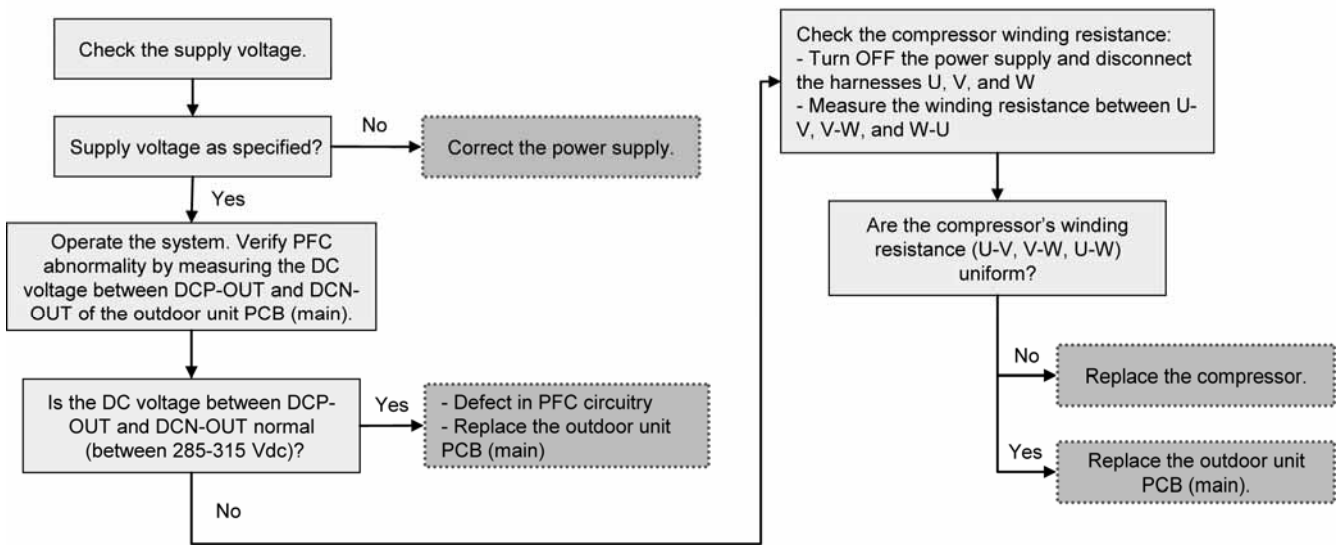 Check the supply voltage.
Supply voltage as specified?
No
Correct the power supply.
Yes
Operate the system. Verify PFC
abnormality by measuring the DC
voltage between DCP-OUT and DCN-
OUT of the outdoor unit PCB (main).
Is the DC voltage between DCP-
OUT and DCN-OUT normal
(between 285-315 Vdc)?
Yes
- Defect in PFC circuitry
- Replace the outdoor unit
PCB (main)
No
Check the compressor winding resistance:
- Turn OFF the power supply and disconnect
the harnesses U, V, and W
- Measure the winding resistance between U-
V, V-W, and W-U
Are the compressor's winding
resistance (U-V, V-W, U-W)
uniform?
No
Replace the compressor.
Yes
Replace the outdoor unit
PCB (main).